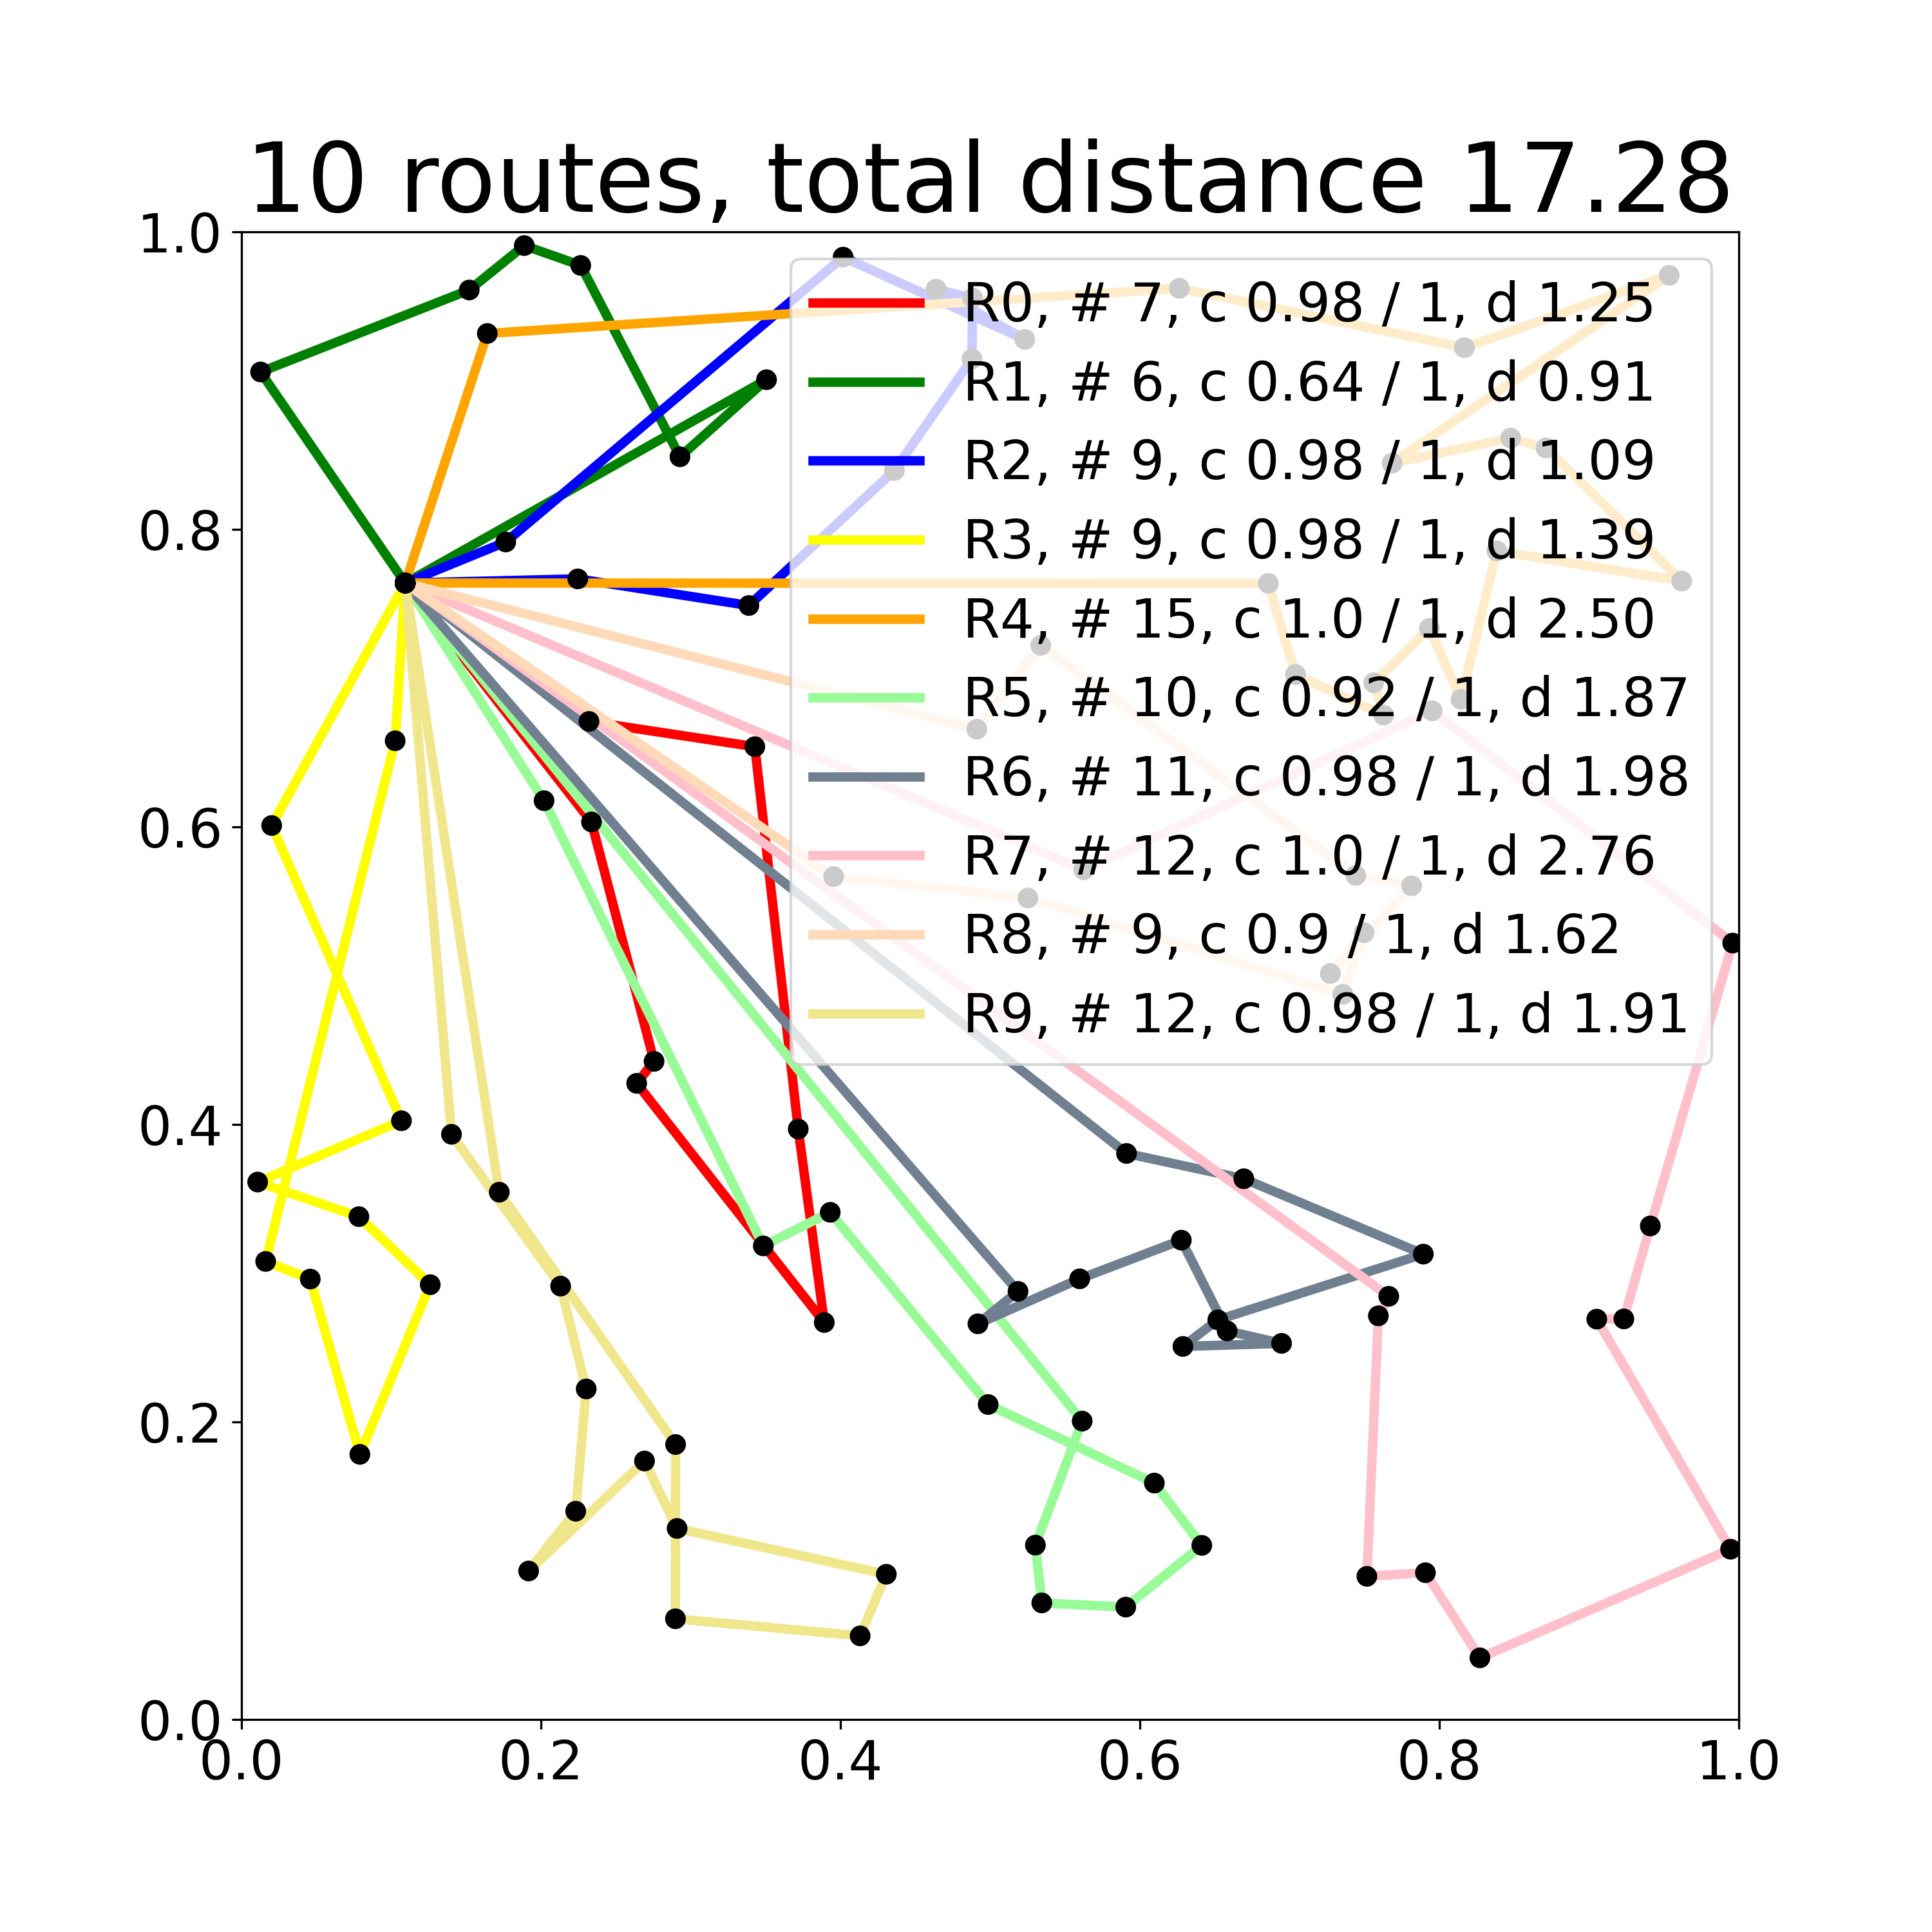 10 routes, total distance 17.28
1.0
0.8
0.6
0.4
0.2
0.0
R0, # 7, c 0.98 / 1, d 1.25
R1, # 6, c 0.64 / 1, d 0.91
R2, # 9, c 0.98 / 1, d 1.09
R3, # 9, c 0.98 / 1, d 1.39
R4, # 15, c 1.0 / 1, d 2.50
R5, # 10, c 0.92 / 1, d 1.87
R6, # 11, c 0.98 / 1, d 1.98
R7, # 12, c 1.0 / 1, d 2.76
R8, # 9, c 0.9 / 1, d 1.62
R9, # 12, c 0.98 / 1, d 1.91
0.0 0.2 0.4 0.6 0.8 1.0